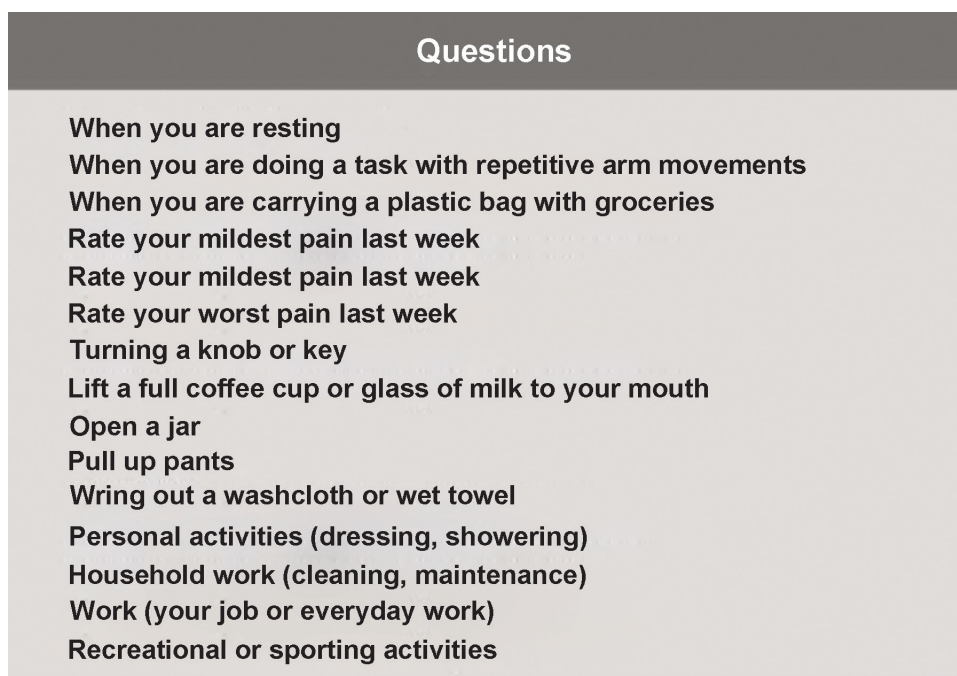 Questions
When you are resting
When you are doing a task with repetitive arm movements
When you are carrying a plastic bag with groceries
Rate your mildest pain last week
Rate your mildest pain last week
Rate your worst pain last week
Turning a knob or key
Lift a full coffee cup or glass of milk to your mouth
Open a jar
Pull up pants
Wring out a washcloth or wet towel
Personal activities (dressing, showering)
Household work (cleaning, maintenance)
Work (your job or everyday work)
Recreational or sporting activities